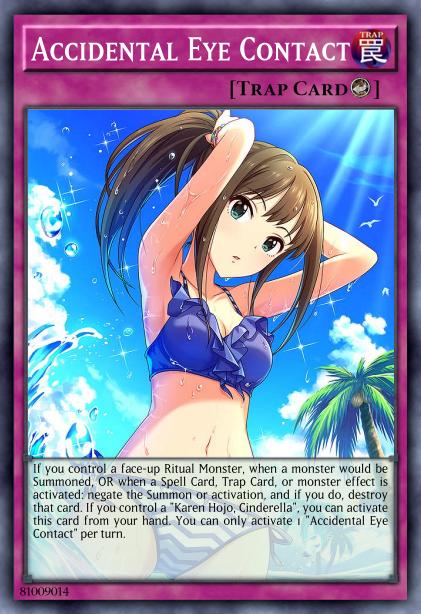 Accidental Eye Contact
TRAP
罠
[Trap Card]
If you control a face-up Ritual Monster, when a monster would be
Summoned, OR when a Spell Card, Trap Card, or monster effect is
activated: negate the Summon or activation, and if you do, destroy
that card. If you control a "Karen Hojo, Cinderella", you can activate
this card from your hand. You can only activate 1 "Accidental Eye
Contact" per turn.
81009014